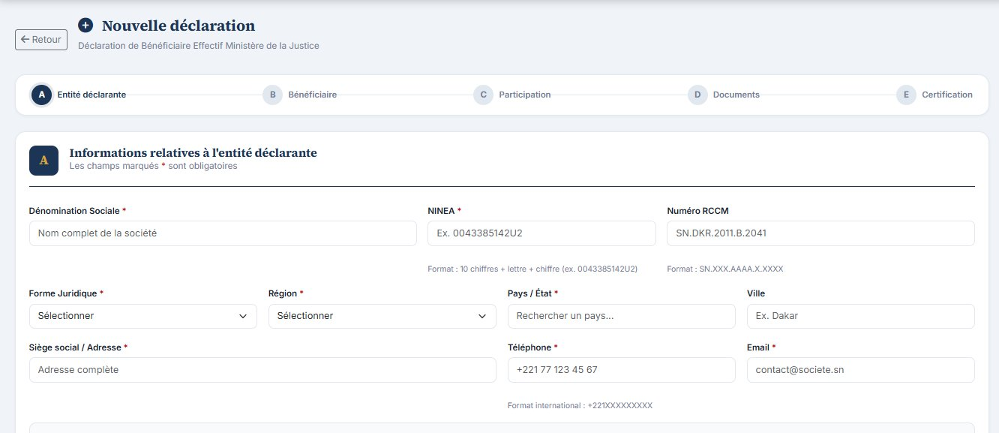 Nouvelle déclaration
← Retour
Déclaration de Bénéficiaire Effectif Ministère de la Justice
A Entité déclarante B Bénéficiaire C Participation D Documents E Certification
A
Informations relatives à l'entité déclarante
Les champs marqués * sont obligatoires
Dénomination Sociale * NINEA * Numéro RCCM
Nom complet de la société Ex. 0043385142U2 SN.DKR.2011.B.2041
Format : 10 chiffres + lettre + chiffre (ex. 0043385142U2) Format : SN.XXX.AAAA.X.XXXX
Forme Juridique * Région * Pays / État * Ville
Sélectionner Sélectionner Rechercher un pays... Ex. Dakar
Siège social / Adresse * Téléphone * Email *
Adresse complète +221 77 123 45 67 contact@societe.sn
Format international : +221XXXXXXXXX